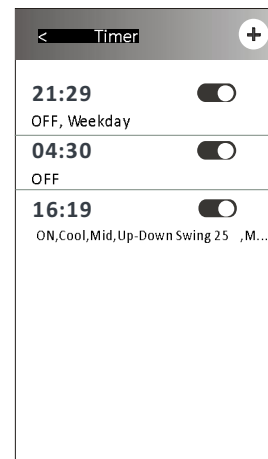 < Timer +
21:29
OFF, Weekday
04:30
OFF
16:19
ON,Cool,Mid,Up-Down Swing 25 ,M...